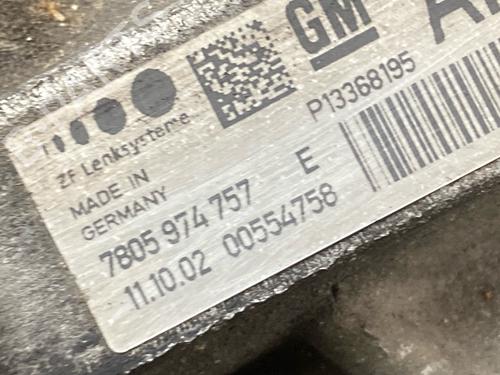 GM
P13368195
ZF Lenksysteme
MADE IN
GERMANY
7805 974 757 E
11.10.02 00554758